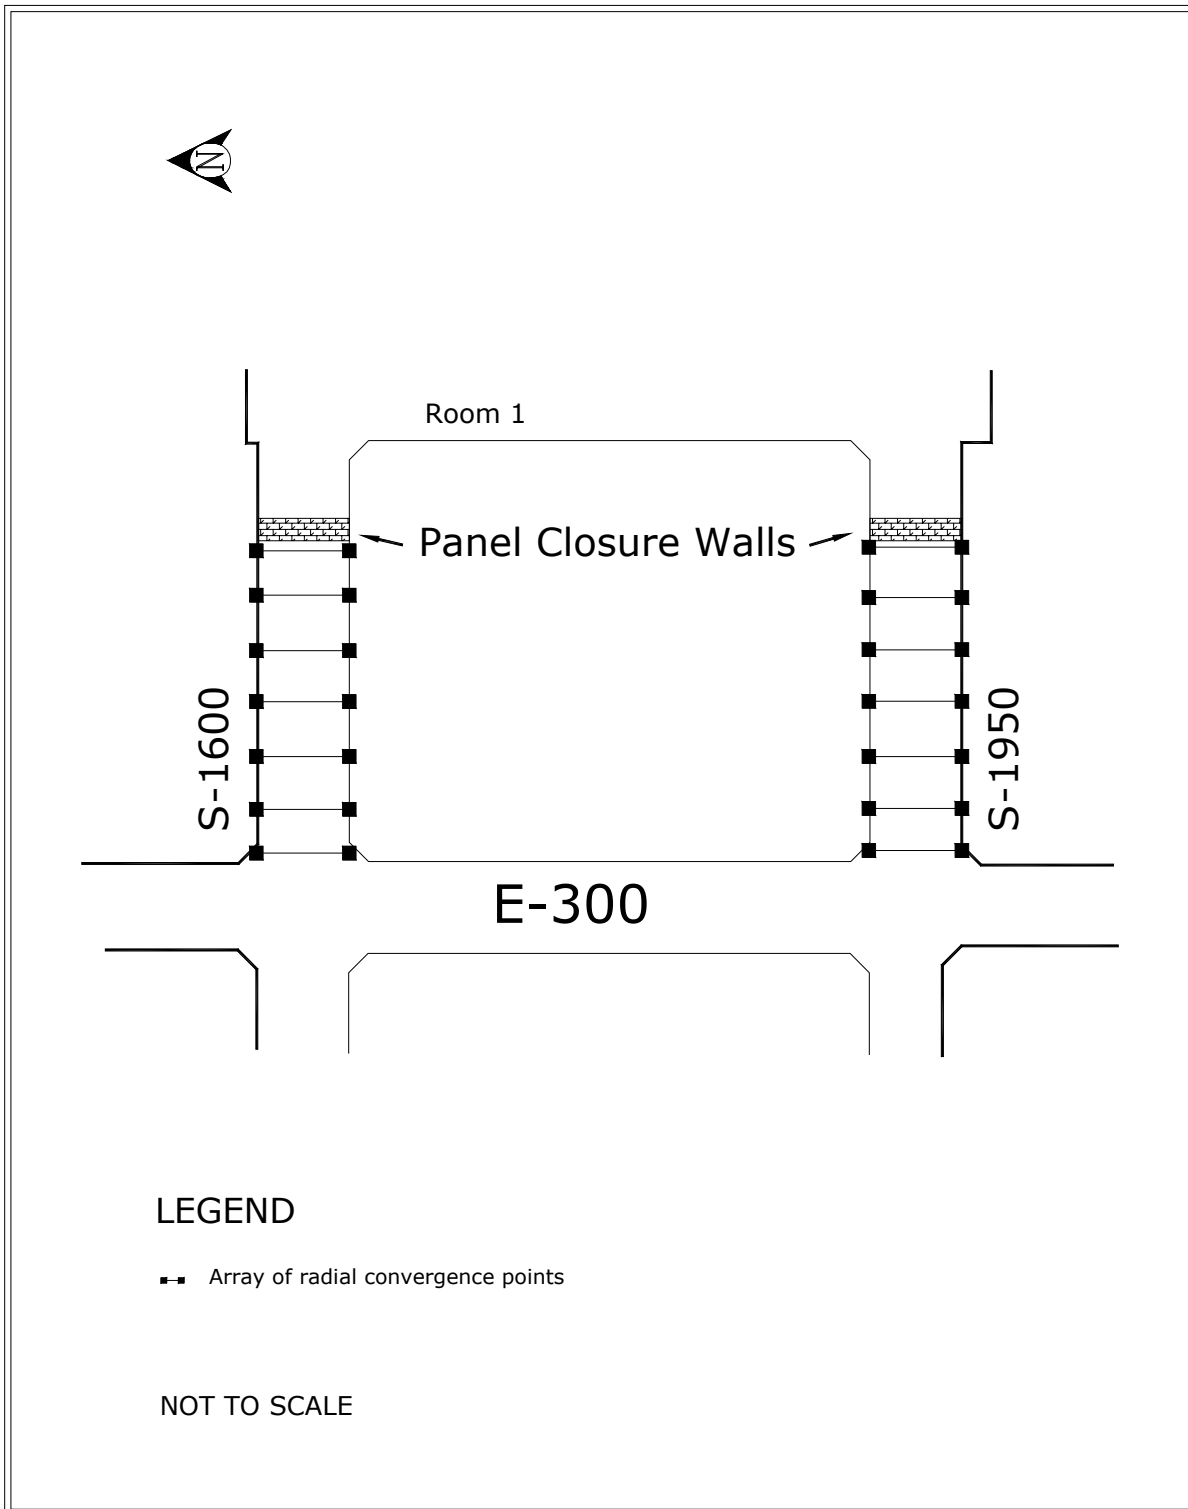 N
Room 1
Panel Closure Walls
S-1600
S-1950
E-300
LEGEND
Array of radial convergence points
NOT TO SCALE